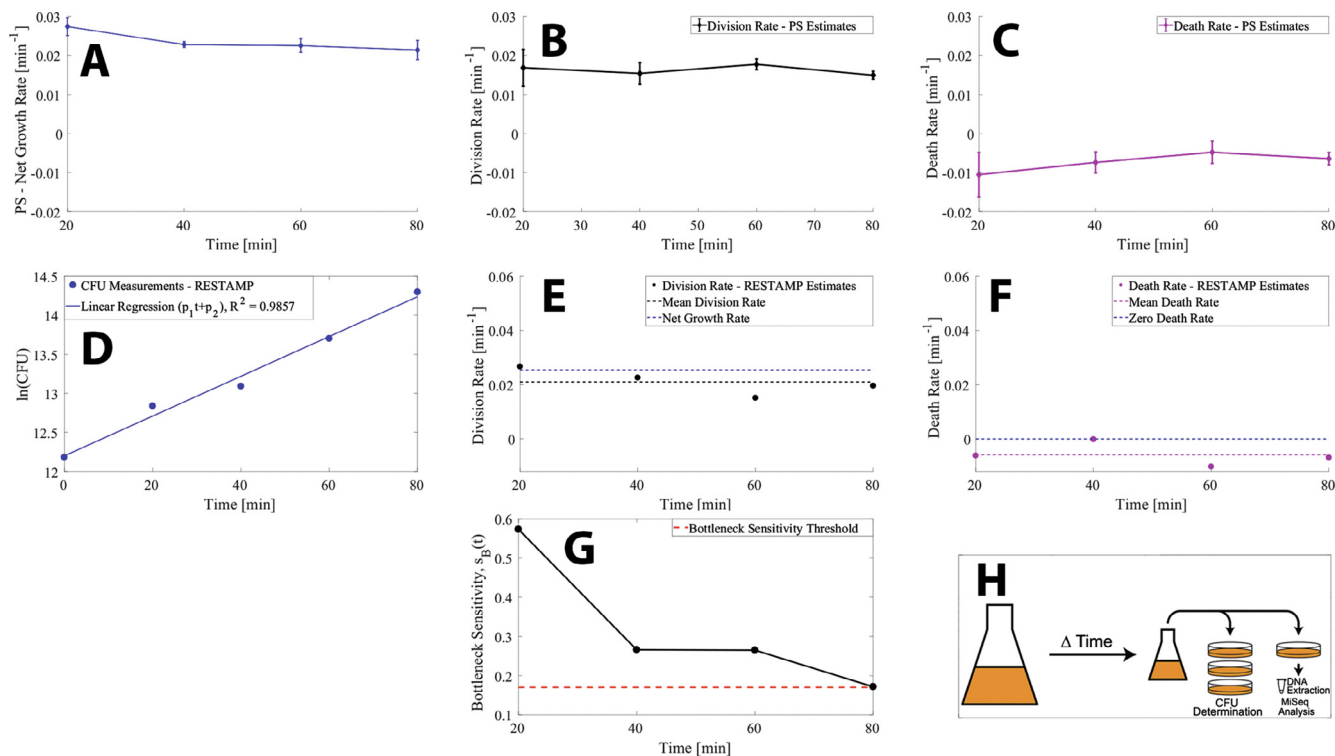 A
PS - Net Growth Rate [min⁻¹]
0.03
0.02
0.01
0
-0.01
-0.02
20
40
60
80
Time [min]
B
Division Rate - PS Estimates
Division Rate [min⁻¹]
0.03
0.02
0.01
0
-0.01
-0.02
20
30
40
50
60
70
80
Time [min]
C
Death Rate - PS Estimates
Death Rate [min⁻¹]
0.03
0.02
0.01
0
-0.01
-0.02
20
40
60
80
Time [min]
D
CFU Measurements - RESTAMP
Linear Regression (p₁t+p₂), R² = 0.9857
ln(CFU)
14.5
14
13.5
13
12.5
12
0
20
40
60
80
Time [min]
E
Division Rate - RESTAMP Estimates
Mean Division Rate
Net Growth Rate
Division Rate [min⁻¹]
0.06
0.04
0.02
0
20
40
60
80
Time [min]
F
Death Rate - RESTAMP Estimates
Mean Death Rate
Zero Death Rate
Death Rate [min⁻¹]
0.06
0.04
0.02
0
20
40
60
80
Time [min]
G
Bottleneck Sensitivity Threshold
Bottleneck Sensitivity, s_B(t)
0.6
0.5
0.4
0.3
0.2
0.1
20
40
60
80
Time [min]
H
Δ Time
CFU
Determination
DNA
Extraction
MiSeq
Analysis